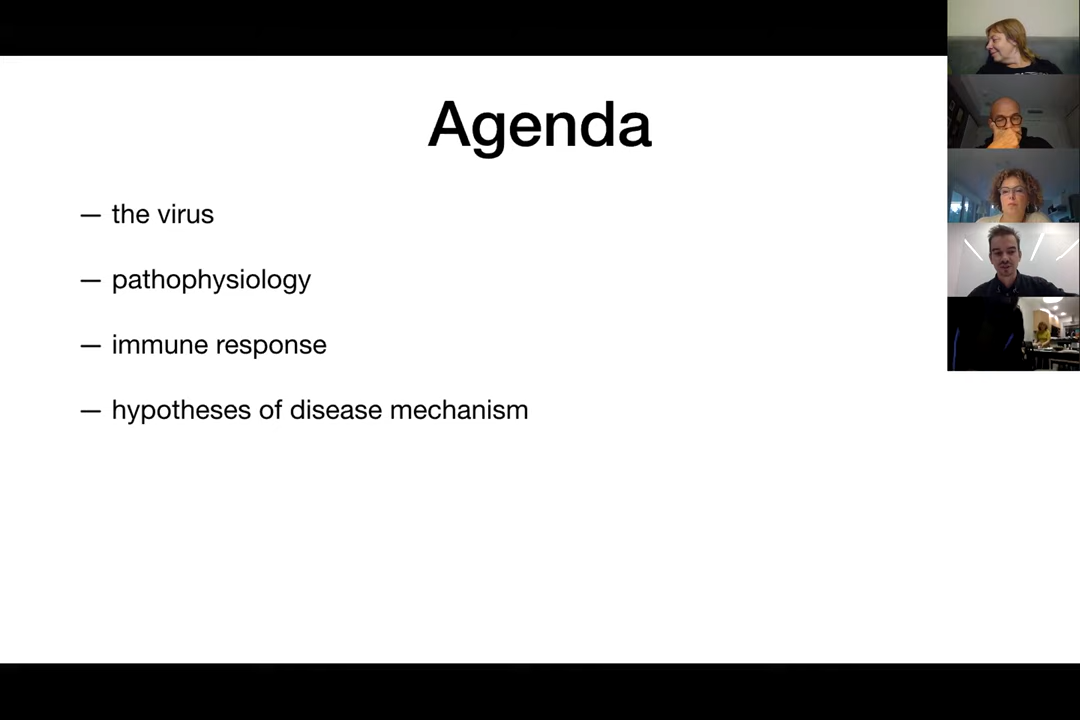 Agenda
— the virus
— pathophysiology
— immune response
— hypotheses of disease mechanism